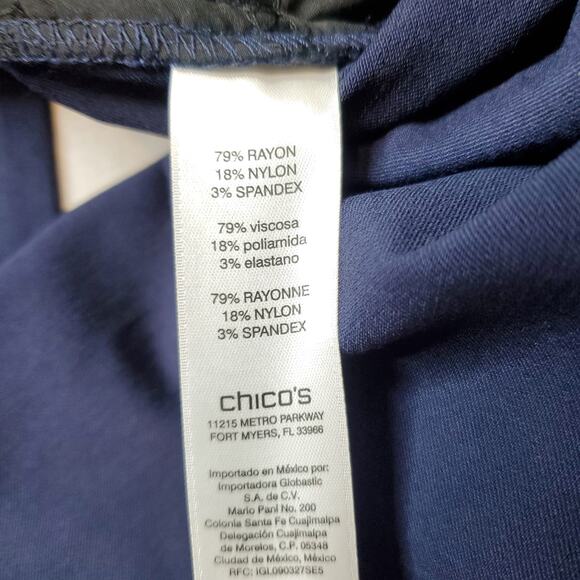 79% RAYON
18% NYLON
3% SPANDEX
79% viscosa
18% poliamida
3% elastano
79% RAYONNE
18% NYLON
3% SPANDEX
chico's
11215 METRO PARKWAY
FORT MYERS, FL 33966
Importado en México por:
Importadora Globastic
S.A. de C.V.
Mario Pani No. 200
Colonia Santa Fe Cuajimalpa
Delegación Cuajimalpa
de Morelos, C.P. 05348
Ciudad de México, México
RFC: IGL090327SE5